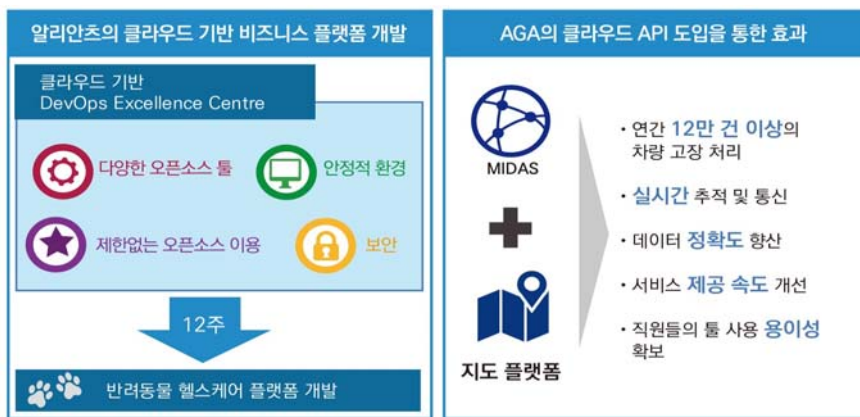 알리안츠의 클라우드 기반 비즈니스 플랫폼 개발
클라우드 기반
DevOps Excellence Centre
다양한 오픈소스 툴
안정적 환경
제한없는 오픈소스 이용
보안
12주
반려동물 헬스케어 플랫폼 개발
AGA의 클라우드 API 도입을 통한 효과
MIDAS
지도 플랫폼
· 연간 12만 건 이상의
차량 고장 처리
· 실시간 추적 및 통신
· 데이터 정확도 향산
· 서비스 제공 속도 개선
· 직원들의 툴 사용 용이성
확보